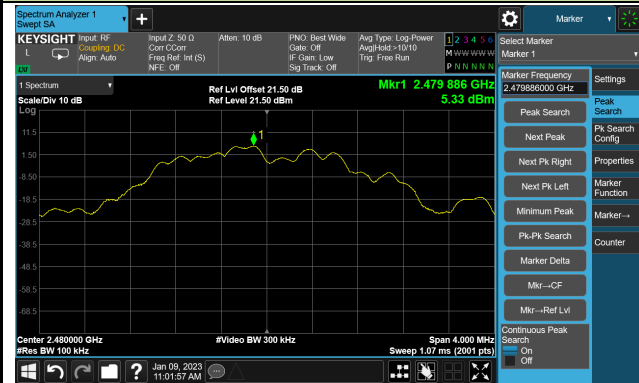 Spectrum Analyzer 1
Swept SA
Marker
KEYSIGHT
L
LXI
Input: RF
Coupling: DC
Align: Auto
Input Z: 50 Ω
Corr CCorr
Freq Ref: Int (S)
NFE: Off
Atten: 10 dB
PNO: Best Wide
Gate: Off
IF Gain: Low
Sig Track: Off
Avg Type: Log-Power
Avg|Hold:>10/10
Trig: Free Run
1 2 3 4 5 6
M W W W W W
P N N N N N
Select Marker
Marker 1
1 Spectrum
Scale/Div 10 dB
Log
Ref Lvl Offset 21.50 dB
Ref Level 21.50 dBm
Mkr1 2.479 886 GHz
5.33 dBm
1
11.5
1.50
-8.50
-18.5
-28.5
-38.5
-48.5
-58.5
-68.5
Center 2.480000 GHz
#Res BW 100 kHz
#Video BW 300 kHz
Span 4.000 MHz
Sweep 1.07 ms (2001 pts)
Marker Frequency
2.479886000 GHz
Peak Search
Next Peak
Next Pk Right
Next Pk Left
Minimum Peak
Pk-Pk Search
Marker Delta
Mkr→CF
Mkr→Ref Lvl
Continuous Peak
Search
On
Off
Settings
Peak
Search
Pk Search
Config
Properties
Marker
Function
Marker→
Counter
?
Jan 09, 2023
11:01:57 AM